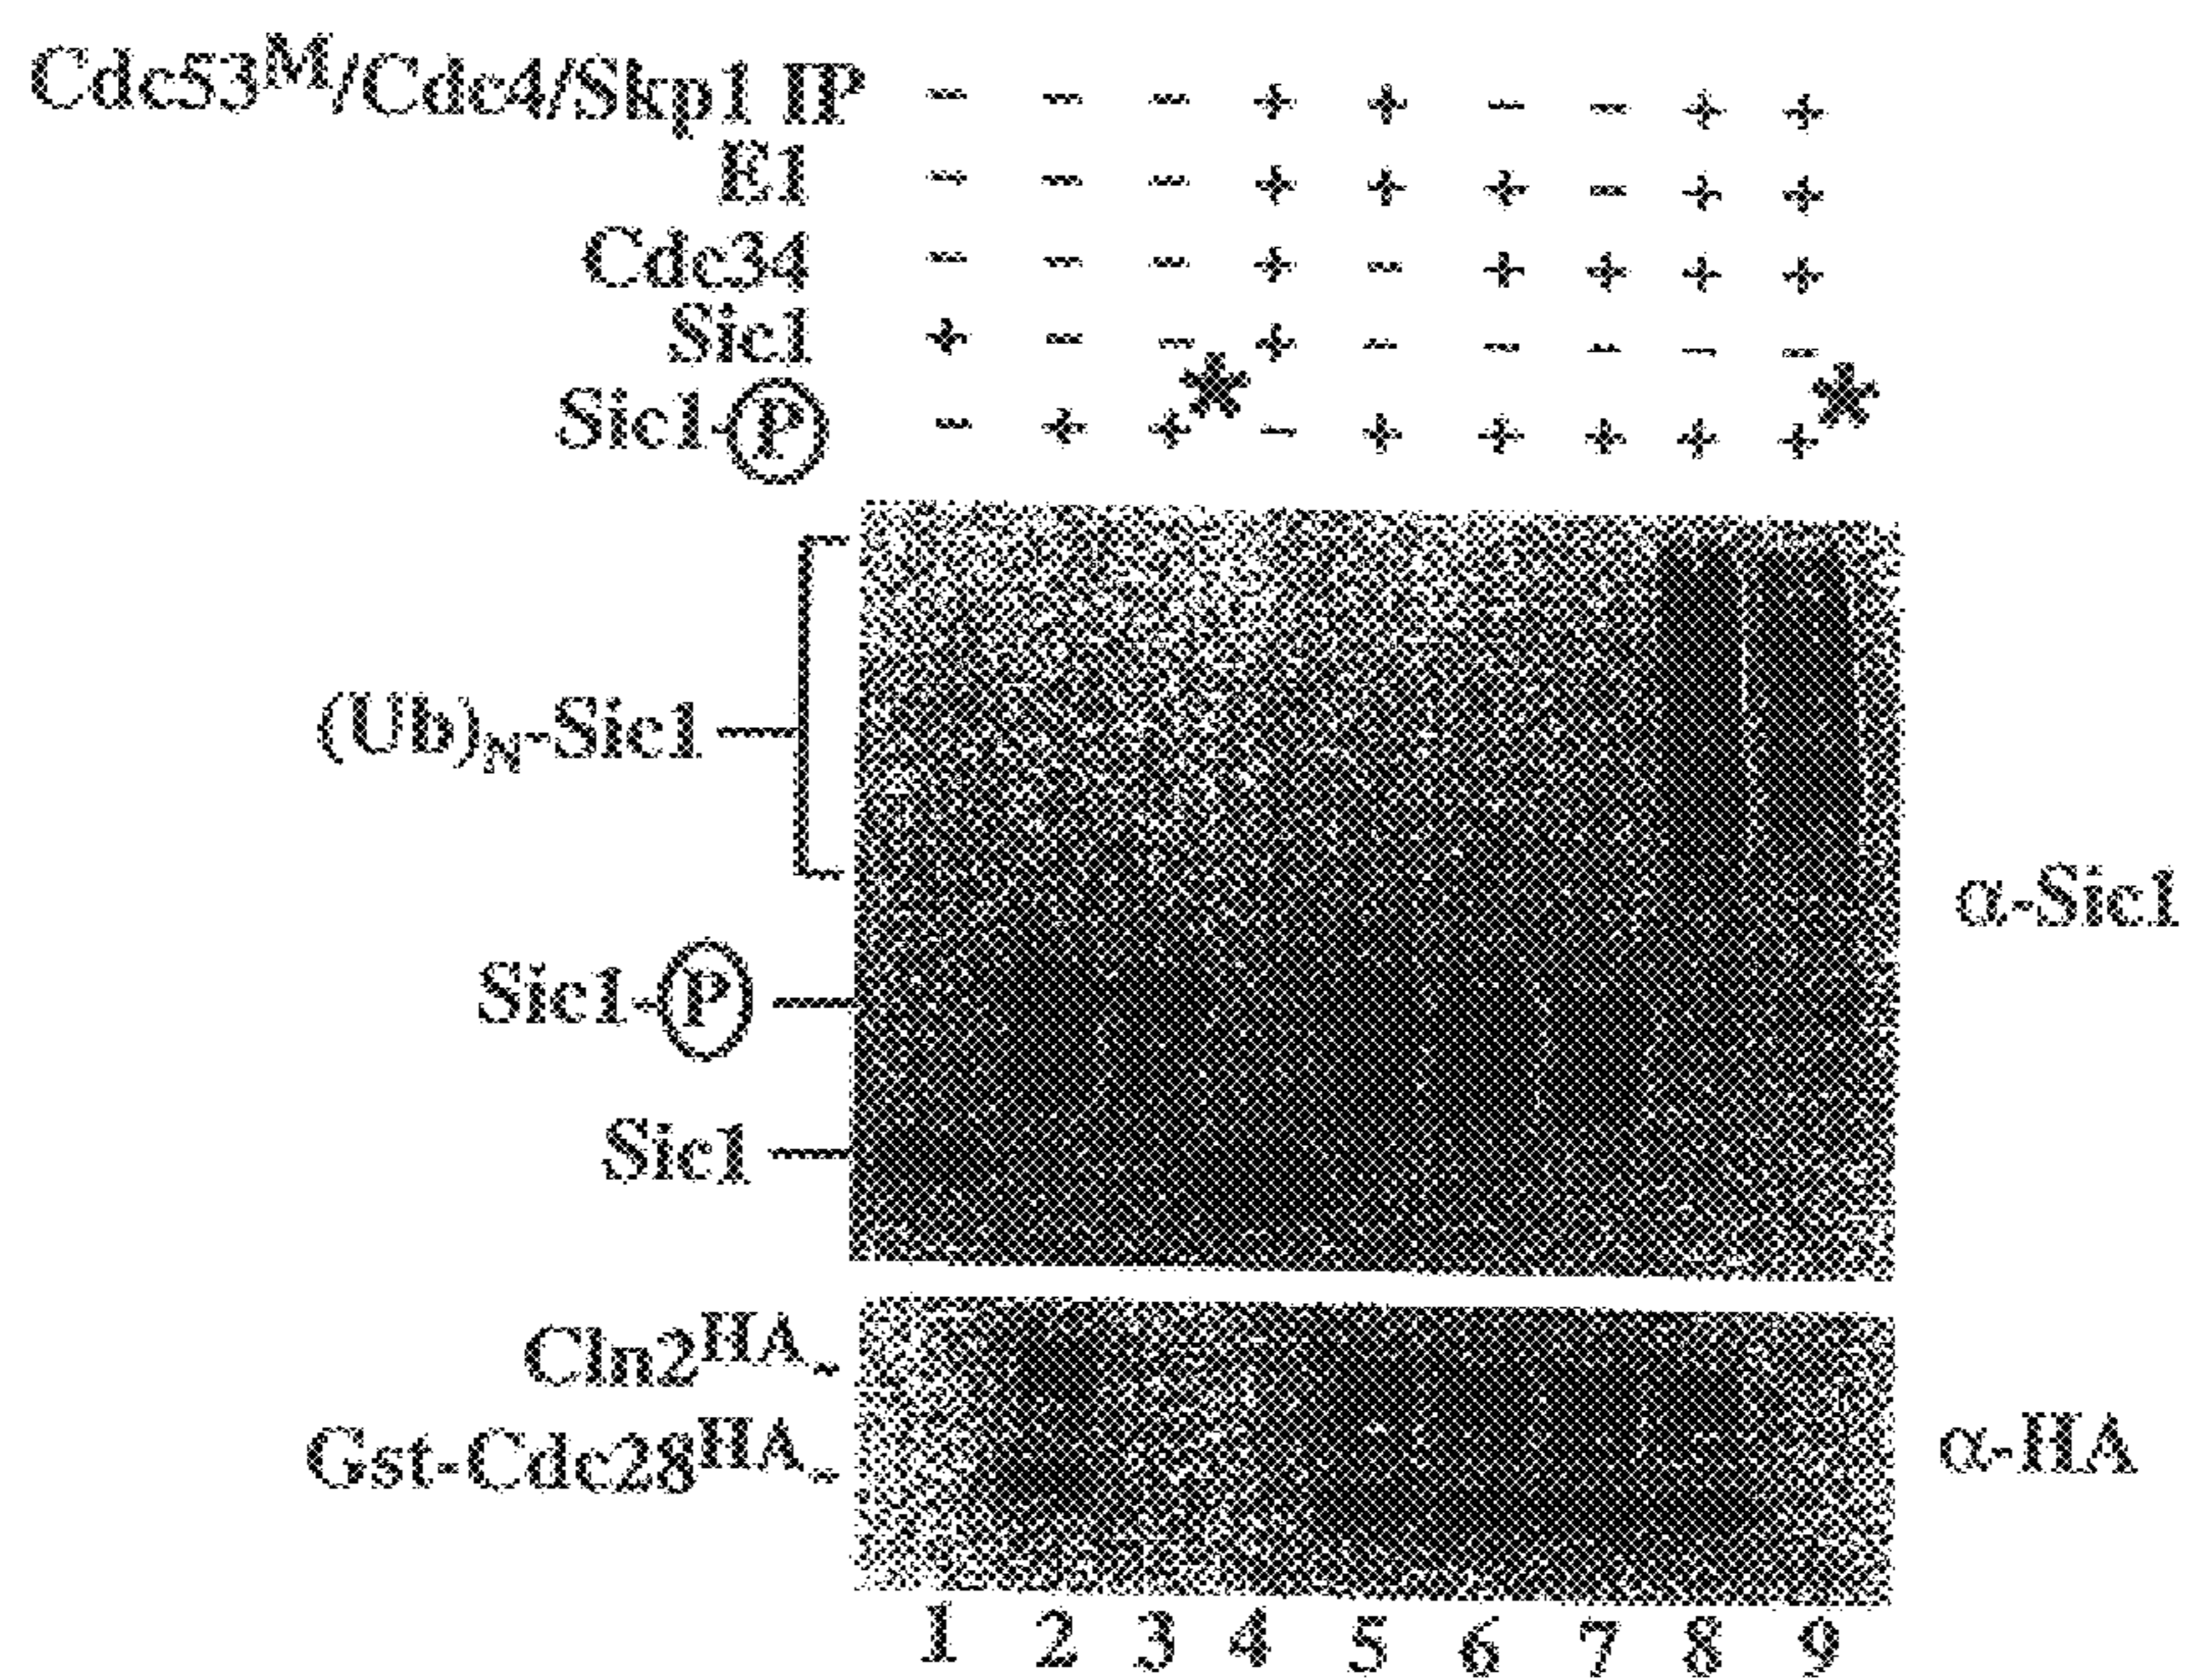 Cdc53ᴹ/Cdc4/Skp1 IP − − − + + − − + +
E1 − − − + + + − + +
Cdc34 − − − + − + + + +
Sic1 + − − + − − − − −
Sic1-Ⓟ − + +* − + + + + +*
(Ub)N-Sic1
α-Sic1
Sic1-Ⓟ
Sic1
Cln2ᴴᴬ
Gst-Cdc28ᴴᴬ
α-HA
1 2 3 4 5 6 7 8 9